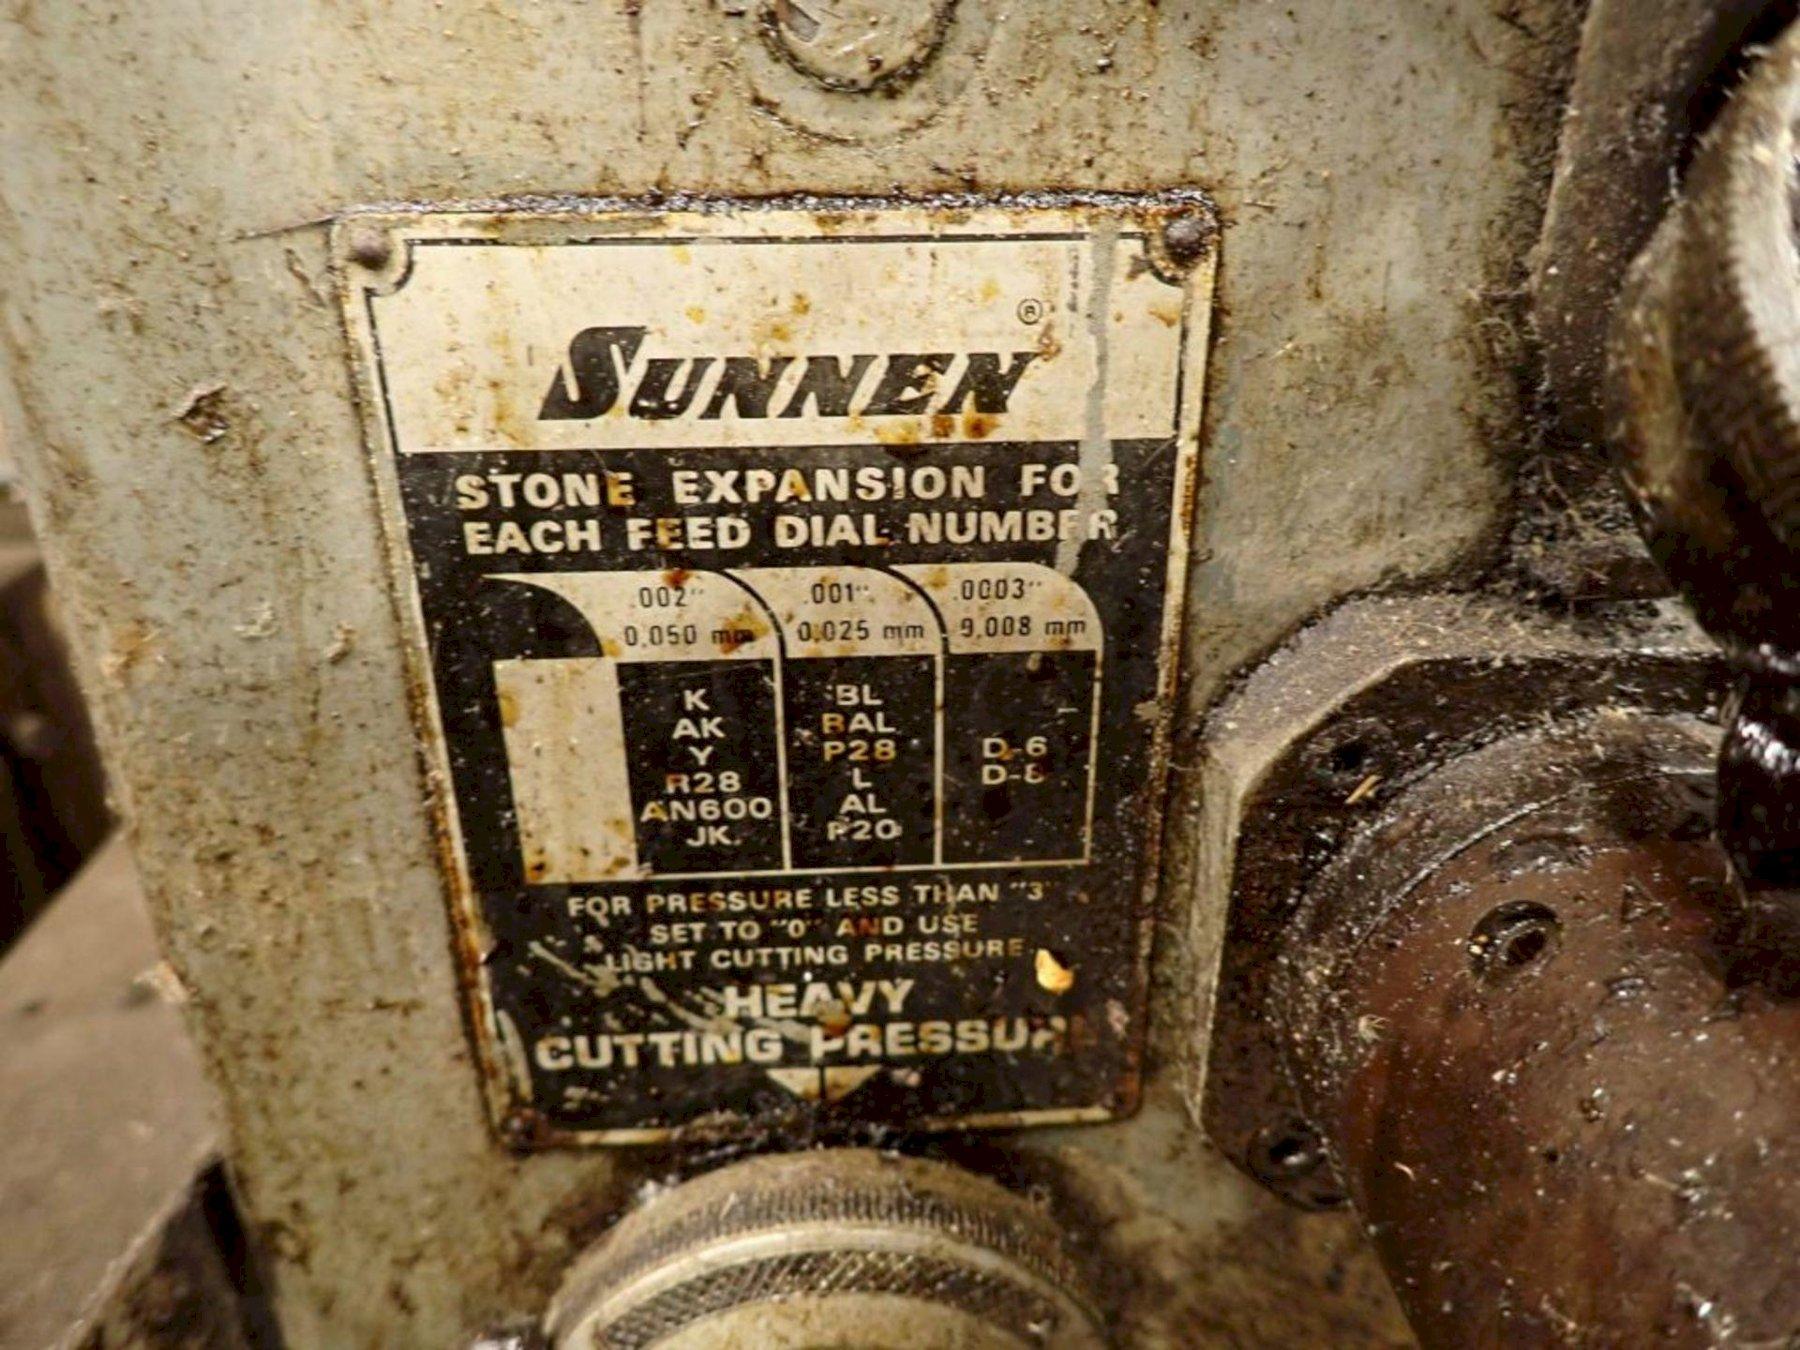 SUNNEN ®
STONE EXPANSION FOR
EACH FEED DIAL NUMBER
.002" .001" .0003"
0.050 mm 0.025 mm 0.008 mm
K BL
AK BAL
Y P28 D-6
R28 L D-8
AN600 AL
JK P20
FOR PRESSURE LESS THAN "3"
SET TO "0" AND USE
LIGHT CUTTING PRESSURE
HEAVY
CUTTING PRESSURE